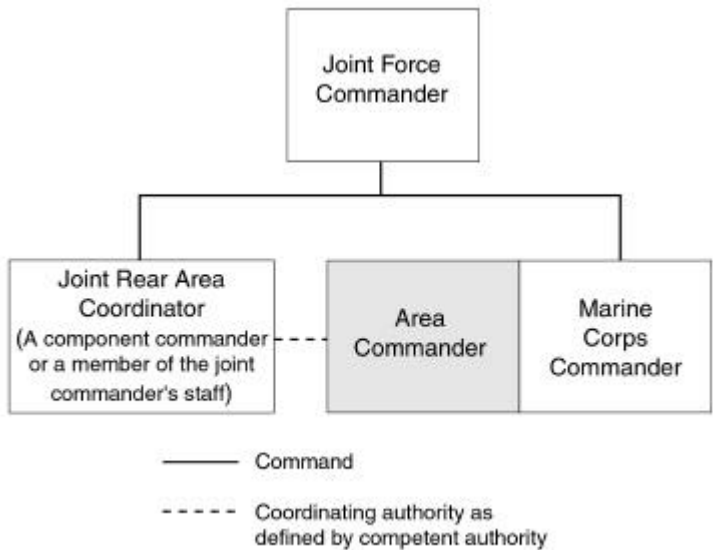 Joint Force
Commander
Joint Rear Area
Coordinator
(A component commander
or a member of the joint
commander's staff)
Area
Commander
Marine
Corps
Commander
Command
Coordinating authority as
defined by competent authority